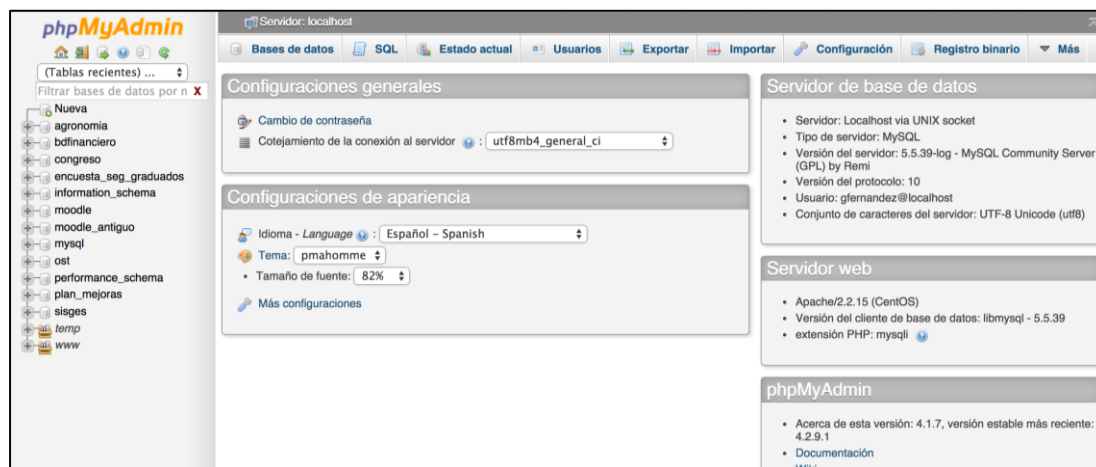 phpMyAdmin
(Tablas recientes) ...
Filtrar bases de datos por n X
Nueva
agronomia
bdfinanciero
congreso
encuesta_seg_graduados
information_schema
moodle
moodle_antiguo
mysql
ost
performance_schema
plan_mejoras
sisges
temp
www
Servidor: localhost
Bases de datos SQL Estado actual Usuarios Exportar Importar Configuración Registro binario Más
Configuraciones generales
Cambio de contraseña
Cotejamiento de la conexión al servidor : utf8mb4_general_ci
Configuraciones de apariencia
Idioma - Language : Español - Spanish
Tema: pmahomme
• Tamaño de fuente: 82%
Más configuraciones
Servidor de base de datos
• Servidor: Localhost via UNIX socket
• Tipo de servidor: MySQL
• Versión del servidor: 5.5.39-log - MySQL Community Server
(GPL) by Remi
• Versión del protocolo: 10
• Usuario: gfernandez@localhost
• Conjunto de caracteres del servidor: UTF-8 Unicode (utf8)
Servidor web
• Apache/2.2.15 (CentOS)
• Versión del cliente de base de datos: libmysql - 5.5.39
• extensión PHP: mysqli
phpMyAdmin
• Acerca de esta versión: 4.1.7, versión estable más reciente:
4.2.9.1
• Documentación